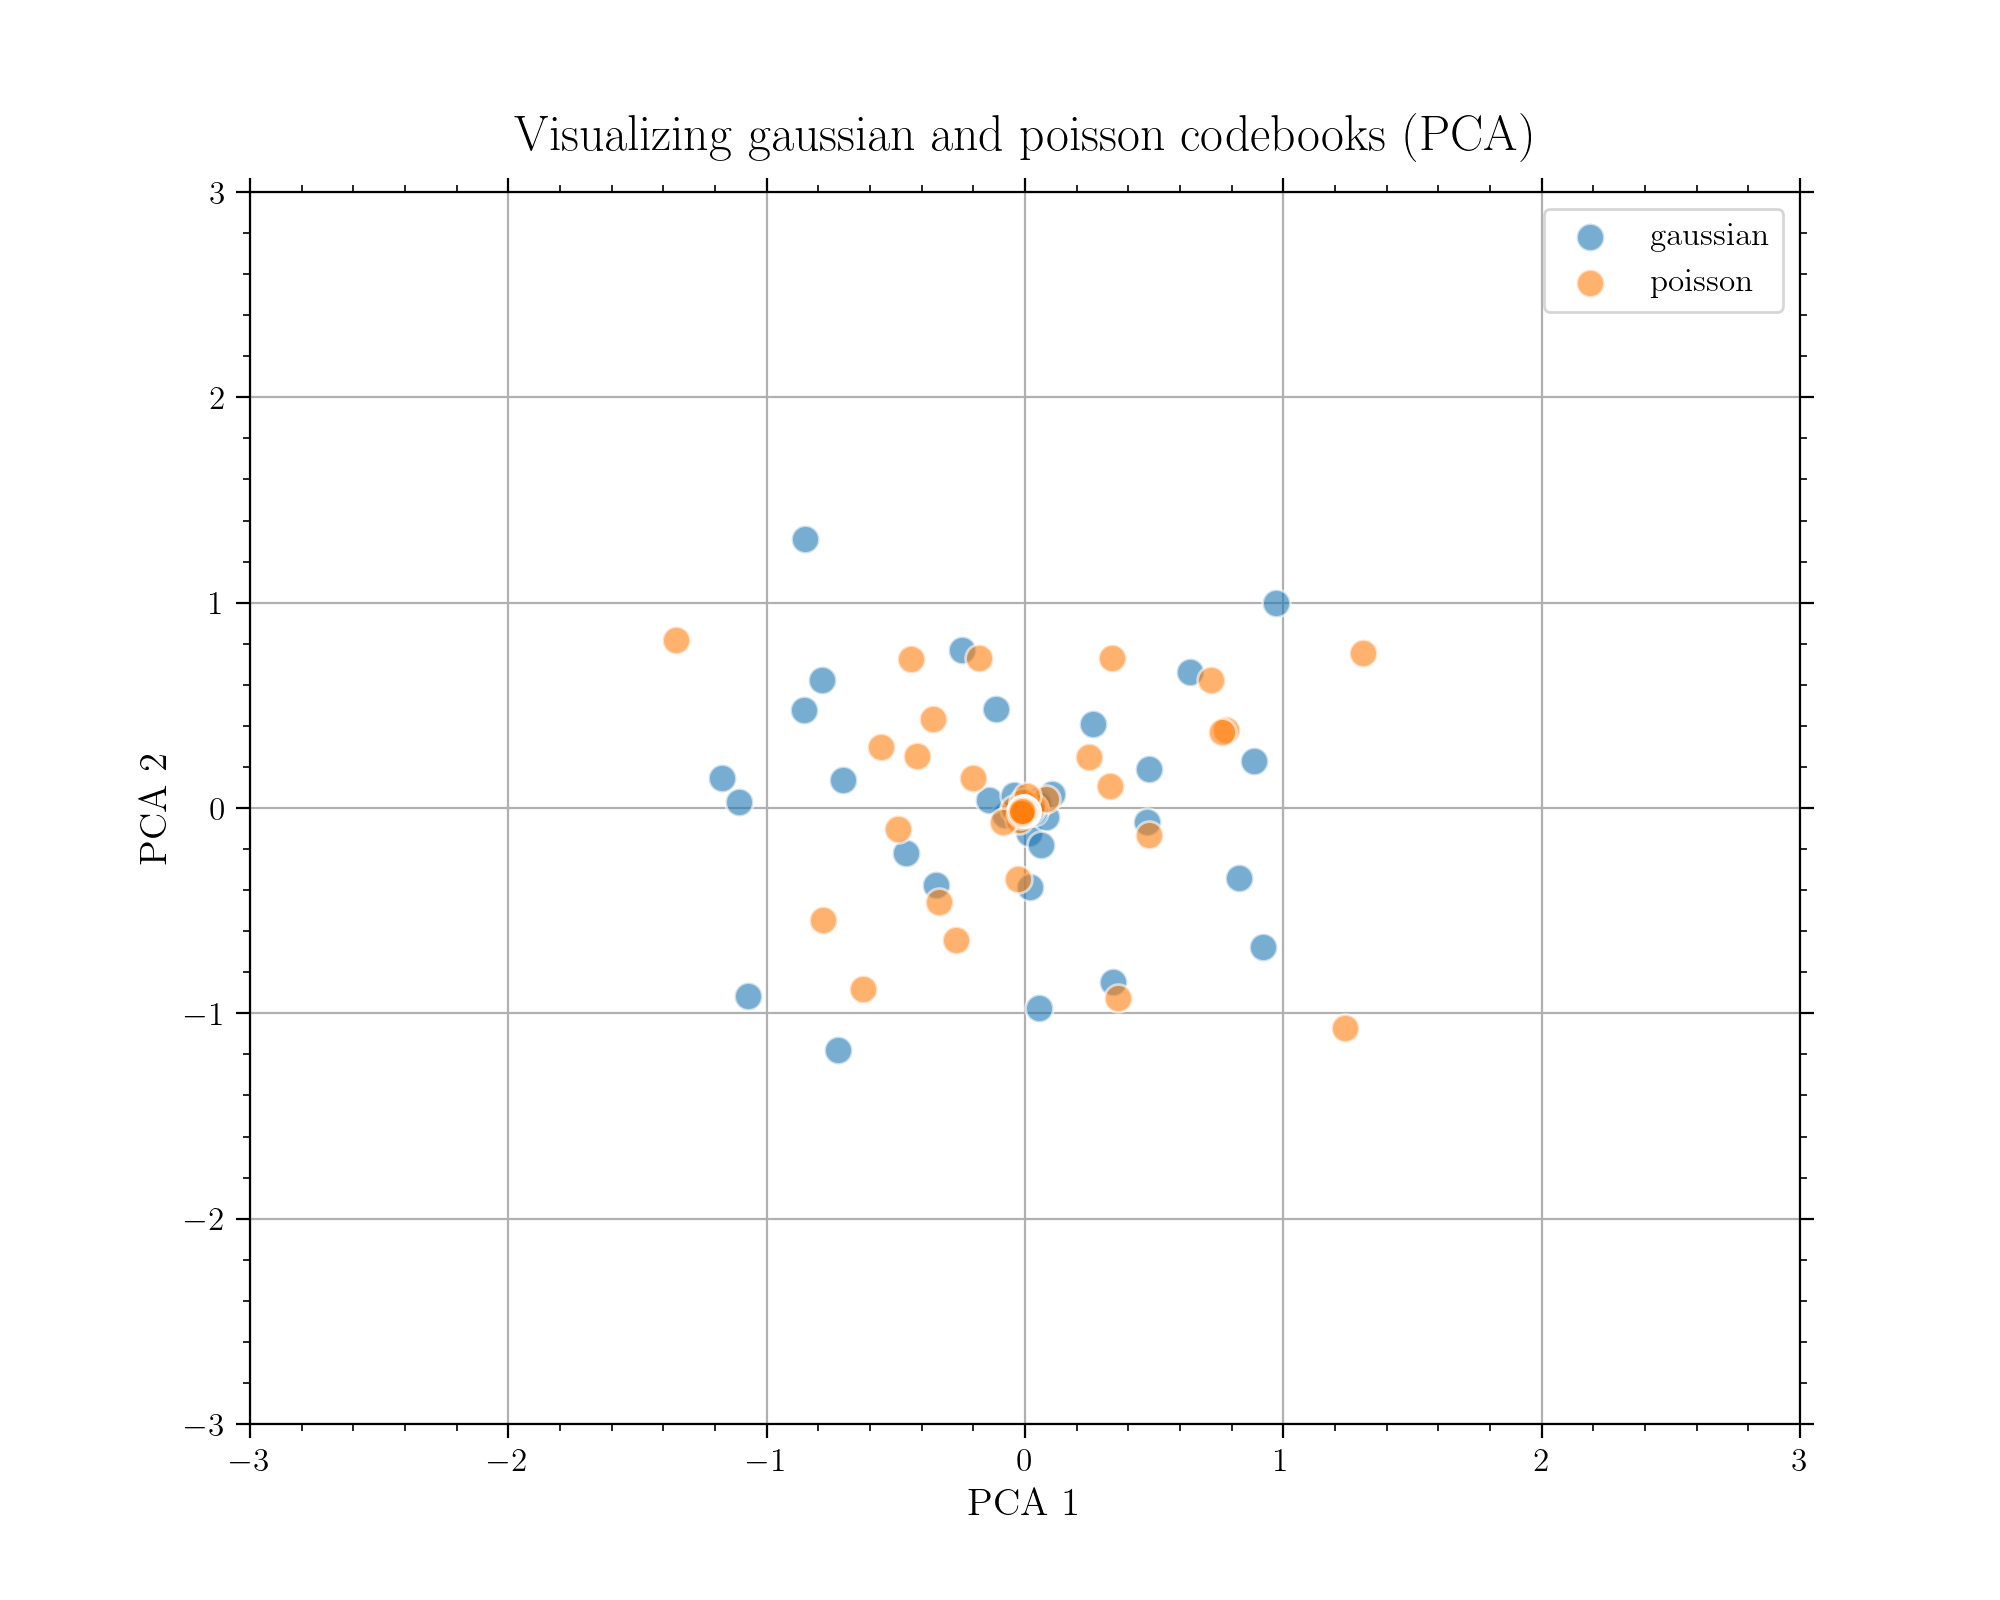 Visualizing gaussian and poisson codebooks (PCA)
3
2
1
0
−1
−2
−3
PCA 2
gaussian
poisson
−3 −2 −1 0 1 2 3
PCA 1